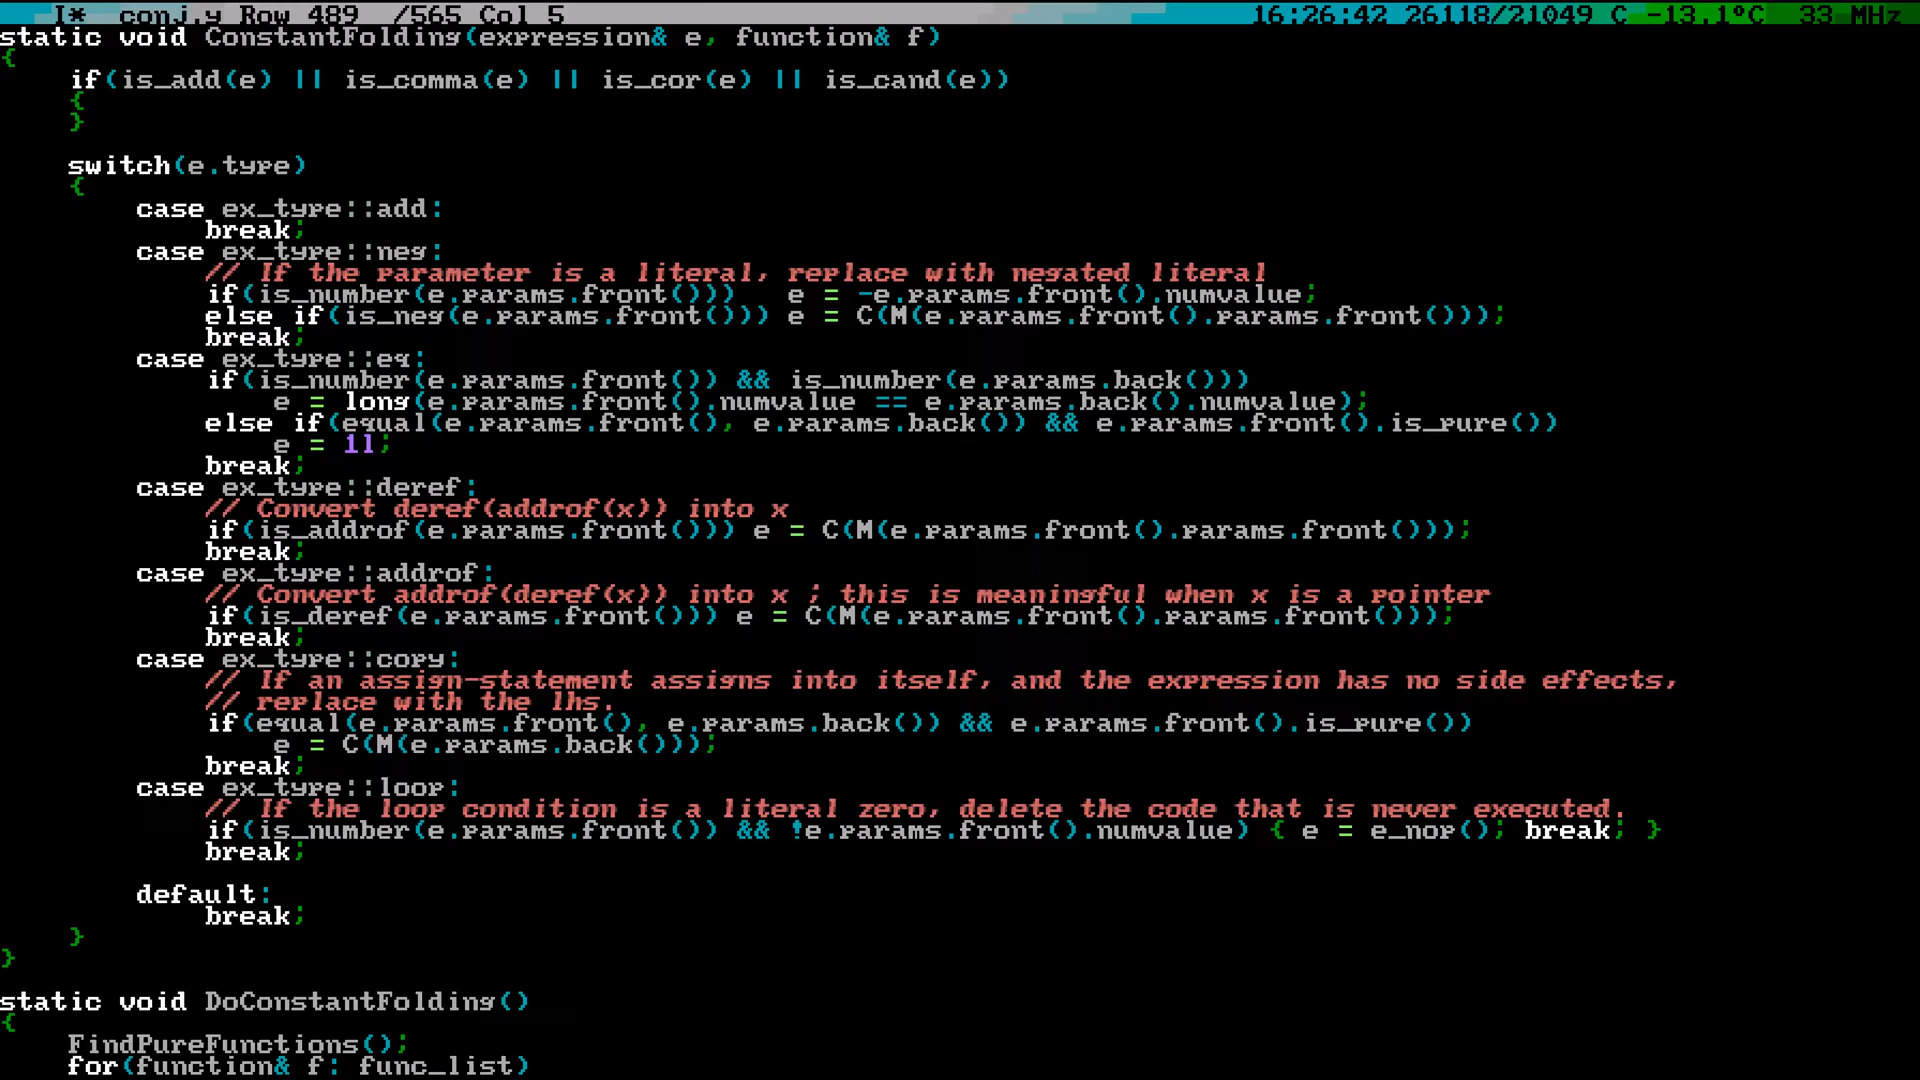 I* conj.y Row 489 /565 Col 5 16:26:42 26118/21049 C -13.1°C 33 MHz
static void ConstantFolding(expression& e, function& f)
{
    if(is_add(e) || is_comma(e) || is_cor(e) || is_cand(e))
    {
    }
    switch(e.type)
    {
        case ex_type::add:
            break;
        case ex_type::neg:
            // If the parameter is a literal, replace with negated literal
            if(is_number(e.params.front()))   e = -e.params.front().numvalue;
            else if(is_neg(e.params.front())) e = C(M(e.params.front().params.front()));
            break;
        case ex_type::eq:
            if(is_number(e.params.front()) && is_number(e.params.back()))
                e = long(e.params.front().numvalue == e.params.back().numvalue);
            else if(equal(e.params.front(), e.params.back()) && e.params.front().is_pure())
                e = 1l;
            break;
        case ex_type::deref:
            // Convert deref(addrof(x)) into x
            if(is_addrof(e.params.front())) e = C(M(e.params.front().params.front()));
            break;
        case ex_type::addrof:
            // Convert addrof(deref(x)) into x ; this is meaningful when x is a pointer
            if(is_deref(e.params.front())) e = C(M(e.params.front().params.front()));
            break;
        case ex_type::copy:
            // If an assign-statement assigns into itself, and the expression has no side effects,
            // replace with the lhs.
            if(equal(e.params.front(), e.params.back()) && e.params.front().is_pure())
                e = C(M(e.params.back()));
            break;
        case ex_type::loop:
            // If the loop condition is a literal zero, delete the code that is never executed.
            if(is_number(e.params.front()) && !e.params.front().numvalue) { e = e_nop(); break; }
            break;
        default:
            break;
    }
}
static void DoConstantFolding()
{
    FindPureFunctions();
    for(function& f: func_list)